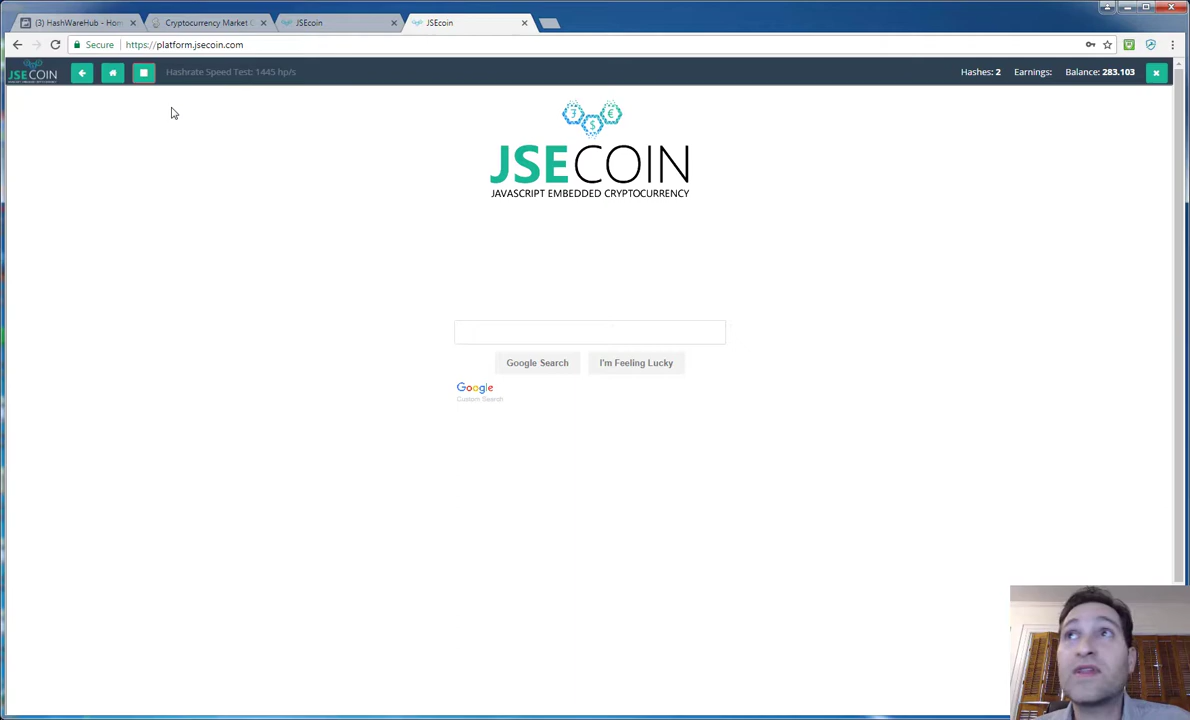 (3) HashWareHub - Hom
Cryptocurrency Market C
JSEcoin
JSEcoin
Secure
https://platform.jsecoin.com
JSECOIN
Hashrate Speed Test: 1445 hp/s
Hashes: 2
Earnings:
Balance: 283.103
JSECOIN
JAVASCRIPT EMBEDDED CRYPTOCURRENCY
Google Search
I'm Feeling Lucky
Google
Custom Search